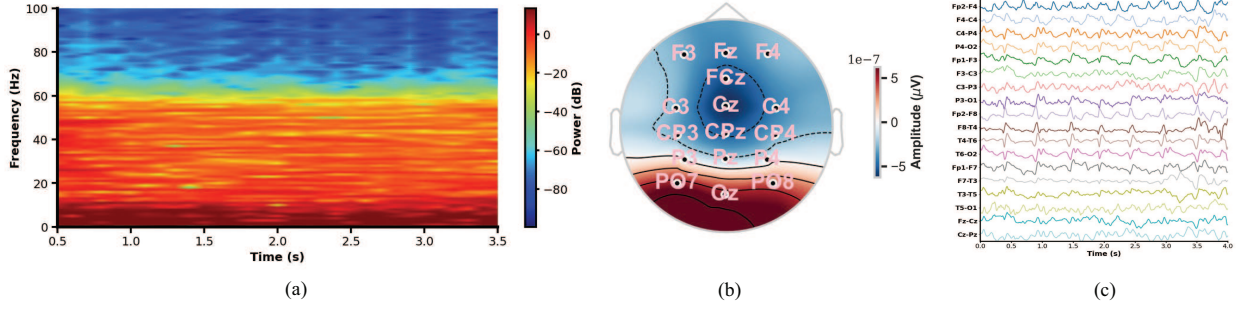 100
80
60
40
20
0
Frequency (Hz)
0.5 1.0 1.5 2.0 2.5 3.0 3.5
Time (s)
0
−20
−40
−60
−80
Power (dB)
(a)
F3 Fz F4
FCz
C3 Cz C4
CP3 CPz CP4
P3 Pz P4
PO7 PO8
Oz
1e−7
5
0
−5
Amplitude (μV)
(b)
Fp2-F4
F4-C4
C4-P4
P4-O2
Fp1-F3
F3-C3
C3-P3
P3-O1
Fp2-F8
F8-T4
T4-T6
T6-O2
Fp1-F7
F7-T3
T3-T5
T5-O1
Fz-Cz
Cz-Pz
0.0 0.5 1.0 1.5 2.0 2.5 3.0 3.5 4.0
Time (s)
(c)